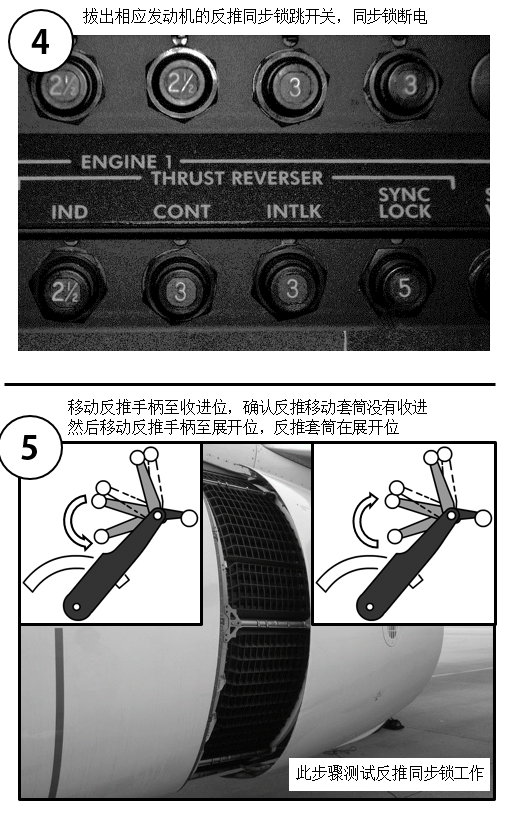 4
拔出相应发动机的反推同步锁跳开关，同步锁断电
2½ 2½ 3 3
ENGINE 1
THRUST REVERSER
IND CONT INTLK SYNC LOCK
2½ 3 3 5
5
移动反推手柄至收进位，确认反推移动套筒没有收进
然后移动反推手柄至展开位，反推套筒在展开位
此步骤测试反推同步锁工作